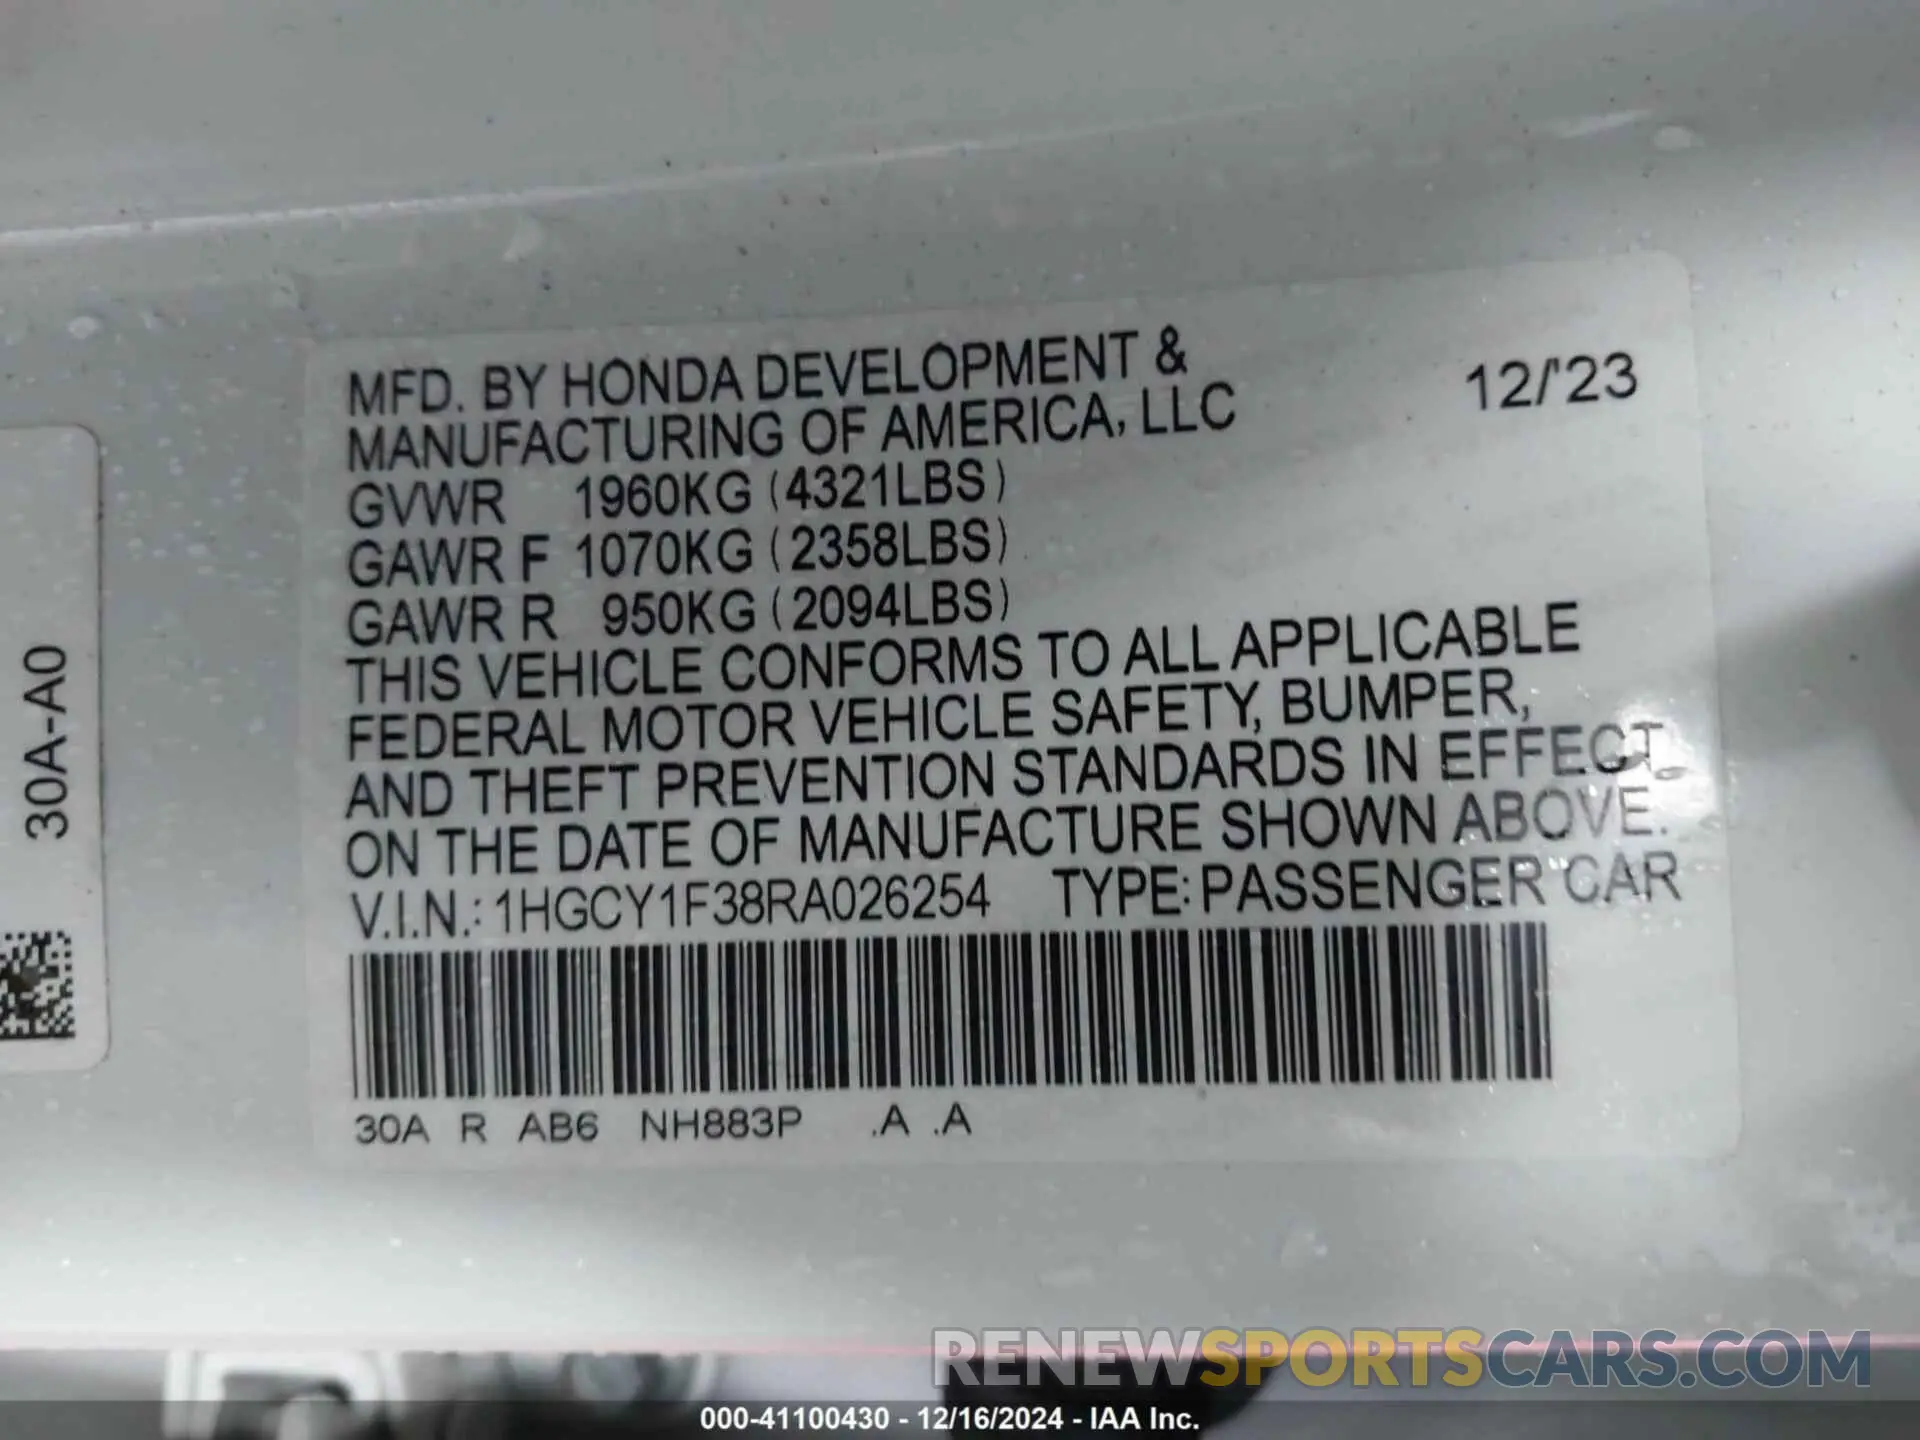 MFD. BY HONDA DEVELOPMENT & 12/'23
MANUFACTURING OF AMERICA, LLC
GVWR 1960KG (4321LBS)
GAWR F 1070KG (2358LBS)
GAWR R 950KG (2094LBS)
THIS VEHICLE CONFORMS TO ALL APPLICABLE
FEDERAL MOTOR VEHICLE SAFETY, BUMPER,
AND THEFT PREVENTION STANDARDS IN EFFECT
ON THE DATE OF MANUFACTURE SHOWN ABOVE.
V.I.N.: 1HGCY1F38RA026254 TYPE: PASSENGER CAR
30A R AB6 NH883P .A .A
30A-A0
RENEWSPORTSCARS.COM
000-41100430 - 12/16/2024 - IAA Inc.